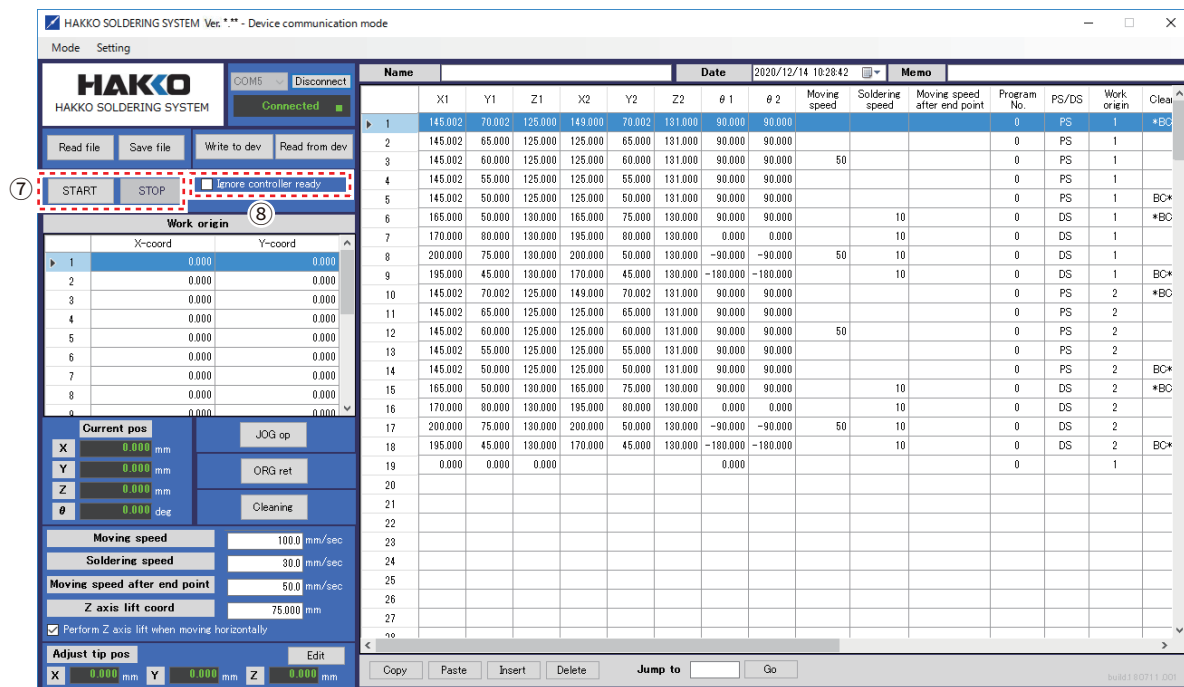 HAKKO SOLDERING SYSTEM Ver. *.** - Device communication mode
Mode Setting
HAKKO
HAKKO SOLDERING SYSTEM
COM5 Disconnect
Connected
Read file Save file Write to dev Read from dev
⑦ START STOP Ignore controller ready
⑧
Work origin
X-coord Y-coord
1 0.000 0.000
2 0.000 0.000
3 0.000 0.000
4 0.000 0.000
5 0.000 0.000
6 0.000 0.000
7 0.000 0.000
8 0.000 0.000
9 0.000 0.000
Current pos
X 0.000 mm
Y 0.000 mm
Z 0.000 mm
θ 0.000 deg
JOG op
ORG ret
Cleaning
Moving speed 100.0 mm/sec
Soldering speed 30.0 mm/sec
Moving speed after end point 50.0 mm/sec
Z axis lift coord 75.000 mm
Perform Z axis lift when moving horizontally
Adjust tip pos Edit
X 0.000 mm Y 0.000 mm Z 0.000 mm
Name Date 2020/12/14 10:28:42 Memo
X1 Y1 Z1 X2 Y2 Z2 θ 1 θ 2 Moving speed Soldering speed Moving speed after end point Program No. PS/DS Work origin Clea
1 145.002 70.002 125.000 149.000 70.002 131.000 90.000 90.000 0 PS 1 *BC
2 145.002 65.000 125.000 125.000 65.000 131.000 90.000 90.000 0 PS 1
3 145.002 60.000 125.000 125.000 60.000 131.000 90.000 90.000 50 0 PS 1
4 145.002 55.000 125.000 125.000 55.000 131.000 90.000 90.000 0 PS 1
5 145.002 50.000 125.000 125.000 50.000 131.000 90.000 90.000 0 PS 1 BC*
6 165.000 50.000 130.000 165.000 75.000 130.000 90.000 90.000 10 0 DS 1 *BC
7 170.000 80.000 130.000 195.000 80.000 130.000 0.000 0.000 10 0 DS 1
8 200.000 75.000 130.000 200.000 50.000 130.000 -90.000 -90.000 50 10 0 DS 1
9 195.000 45.000 130.000 170.000 45.000 130.000 -180.000 -180.000 10 0 DS 1 BC*
10 145.002 70.002 125.000 149.000 70.002 131.000 90.000 90.000 0 PS 2 *BC
11 145.002 65.000 125.000 125.000 65.000 131.000 90.000 90.000 0 PS 2
12 145.002 60.000 125.000 125.000 60.000 131.000 90.000 90.000 50 0 PS 2
13 145.002 55.000 125.000 125.000 55.000 131.000 90.000 90.000 0 PS 2
14 145.002 50.000 125.000 125.000 50.000 131.000 90.000 90.000 0 PS 2 BC*
15 165.000 50.000 130.000 165.000 75.000 130.000 90.000 90.000 10 0 DS 2 *BC
16 170.000 80.000 130.000 195.000 80.000 130.000 0.000 0.000 10 0 DS 2
17 200.000 75.000 130.000 200.000 50.000 130.000 -90.000 -90.000 50 10 0 DS 2
18 195.000 45.000 130.000 170.000 45.000 130.000 -180.000 -180.000 10 0 DS 2 BC*
19 0.000 0.000 0.000 0.000 0 1
20
21
22
23
24
25
26
27
28
Copy Paste Insert Delete Jump to Go